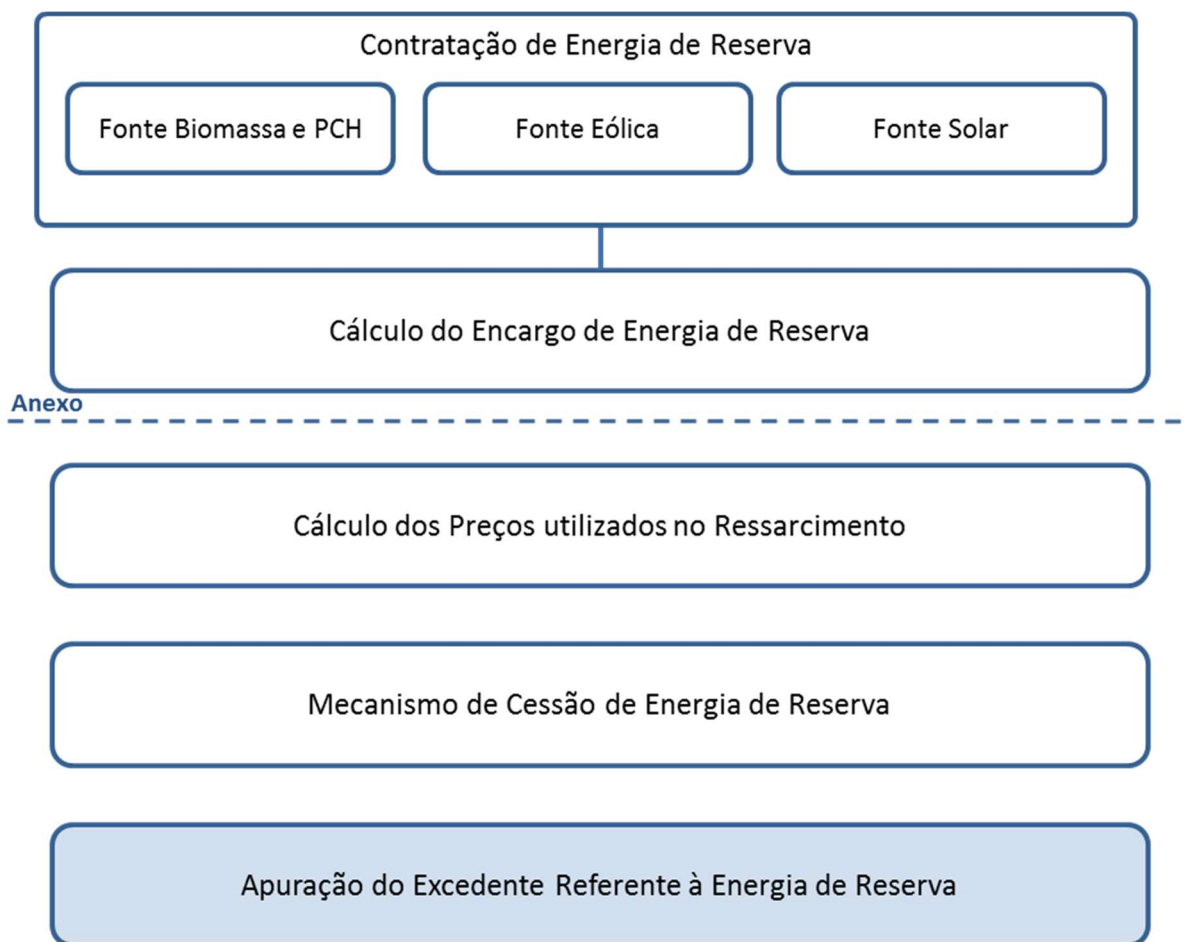 Contratação de Energia de Reserva
Fonte Biomassa e PCH
Fonte Eólica
Fonte Solar
Cálculo do Encargo de Energia de Reserva
Anexo
Cálculo dos Preços utilizados no Ressarcimento
Mecanismo de Cessão de Energia de Reserva
Apuração do Excedente Referente à Energia de Reserva